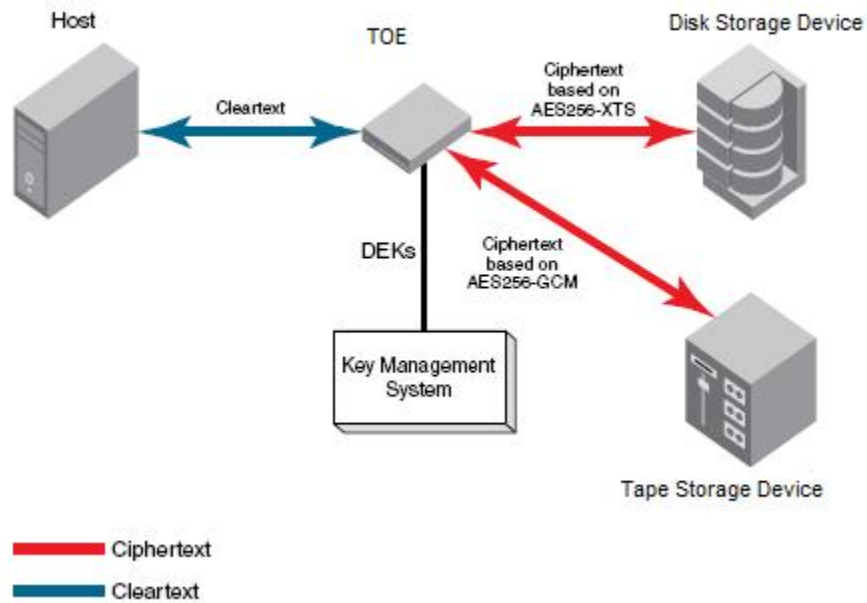 Host
TOE
Disk Storage Device
Cleartext
Ciphertext
based on
AES256-XTS
DEKs
Ciphertext
based on
AES256-GCM
Key Management
System
Tape Storage Device
Ciphertext
Cleartext